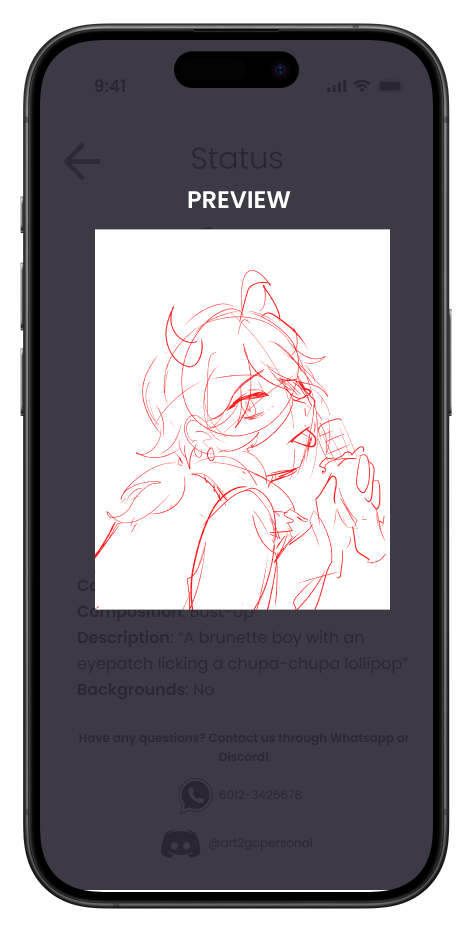 9:41
Status
PREVIEW
Co
Composition: Bust-Up
Description: “A brunette boy with an
eyepatch licking a chupa-chupa lollipop”
Backgrounds: No
Have any questions? Contact us through Whatsapp or
Discord!
6012-3425678
@art2gopersonal